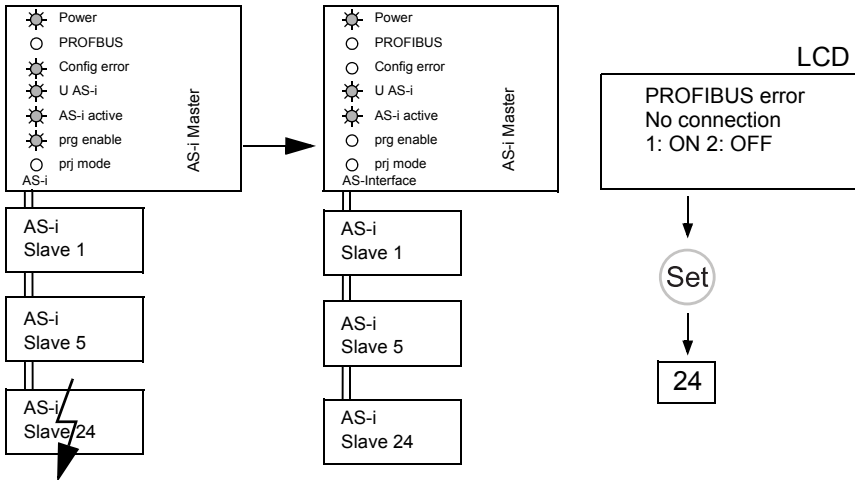 Power
PROFBUS
Config error
U AS-i
AS-i active
prg enable
prj mode
AS-i
AS-i Master
AS-i
Slave 1
AS-i
Slave 5
AS-i
Slave 24
Power
PROFIBUS
Config error
U AS-i
AS-i active
prg enable
prj mode
AS-Interface
AS-i Master
AS-i
Slave 1
AS-i
Slave 5
AS-i
Slave 24
LCD
PROFIBUS error
No connection
1: ON 2: OFF
Set
24